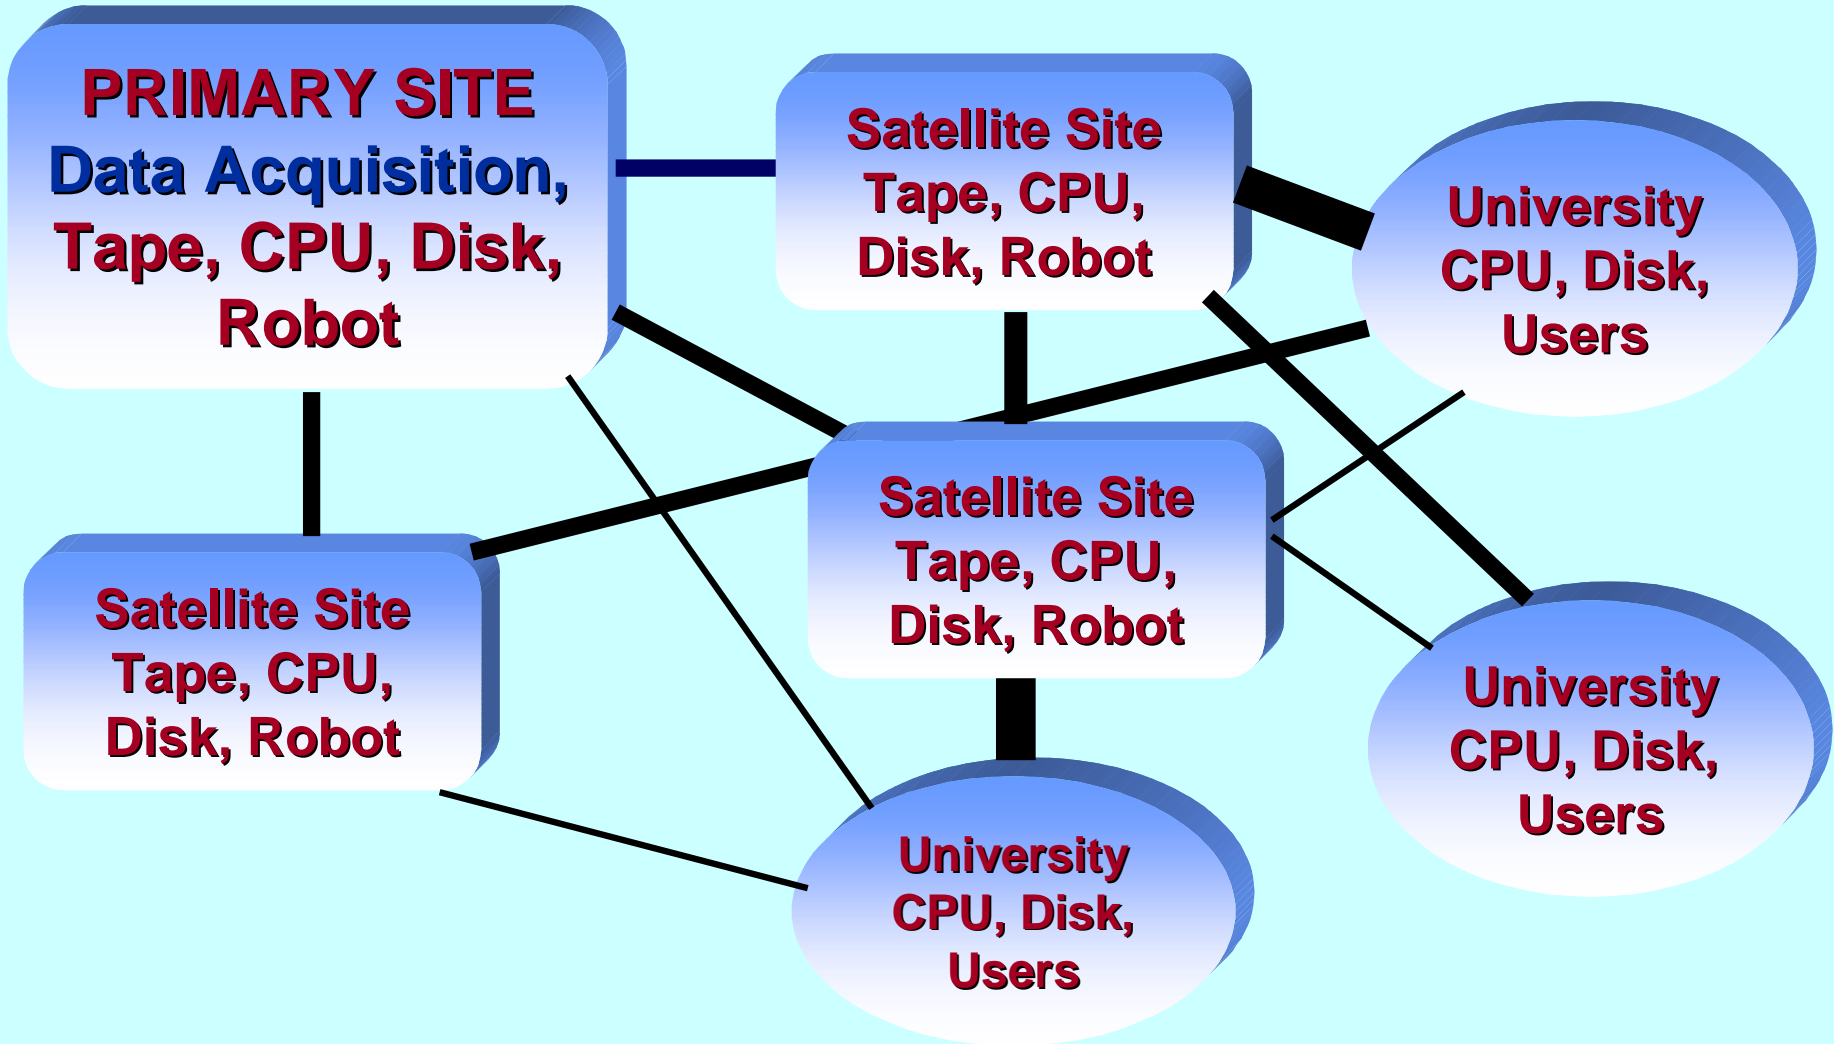 PRIMARY SITE
Data Acquisition,
Tape, CPU, Disk,
Robot
Satellite Site
Tape, CPU,
Disk, Robot
University
CPU, Disk,
Users
Satellite Site
Tape, CPU,
Disk, Robot
Satellite Site
Tape, CPU,
Disk, Robot
University
CPU, Disk,
Users
University
CPU, Disk,
Users